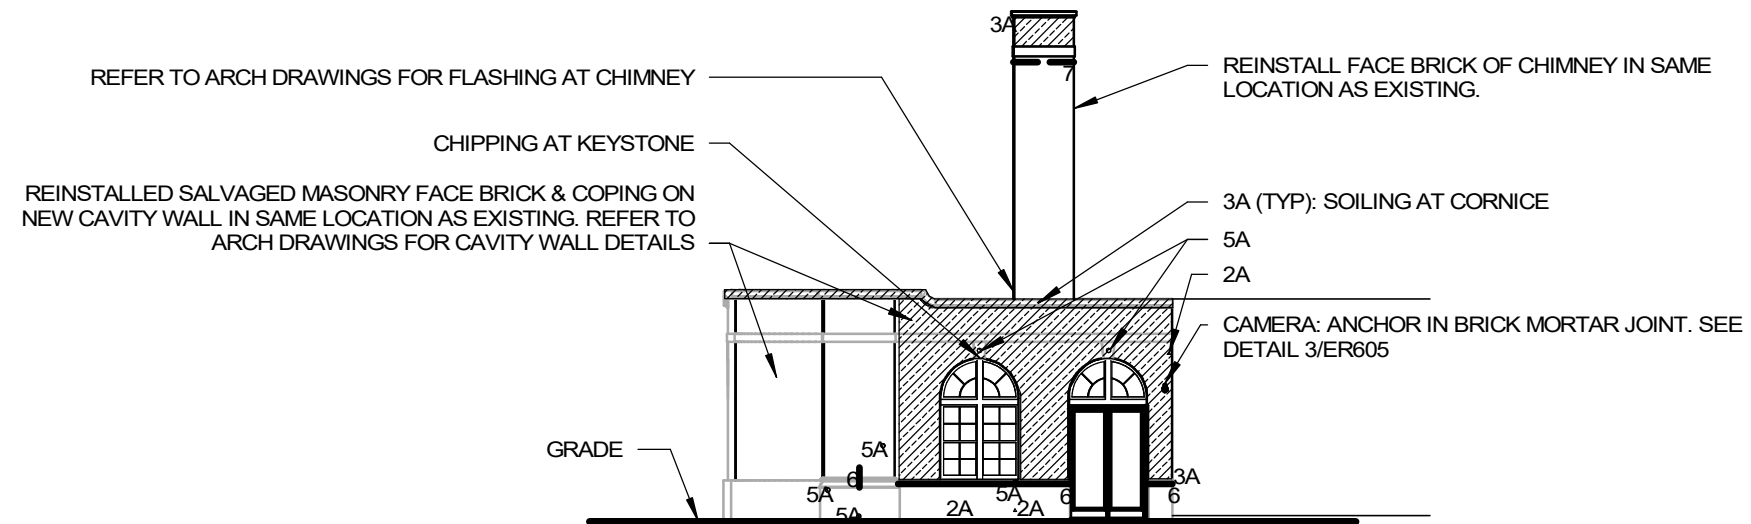 3A
REFER TO ARCH DRAWINGS FOR FLASHING AT CHIMNEY
7
REINSTALL FACE BRICK OF CHIMNEY IN SAME
LOCATION AS EXISTING.
CHIPPING AT KEYSTONE
REINSTALLED SALVAGED MASONRY FACE BRICK & COPING ON
NEW CAVITY WALL IN SAME LOCATION AS EXISTING. REFER TO
ARCH DRAWINGS FOR CAVITY WALL DETAILS
3A (TYP): SOILING AT CORNICE
5A
2A
CAMERA: ANCHOR IN BRICK MORTAR JOINT. SEE
DETAIL 3/ER605
GRADE
5A
6
5A
5A
2A
5A
2A
6
3A
6